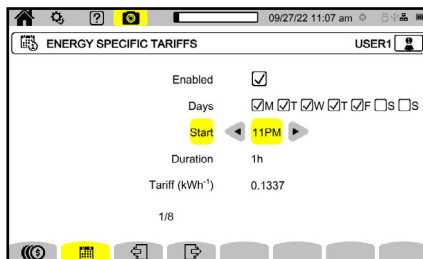 09/27/22 11:07 am
ENERGY SPECIFIC TARIFFS USER1
Enabled
Days M T W T F S S
Start 11PM
Duration 1h
Tariff (kWh⁻¹) 0.1337
1/8